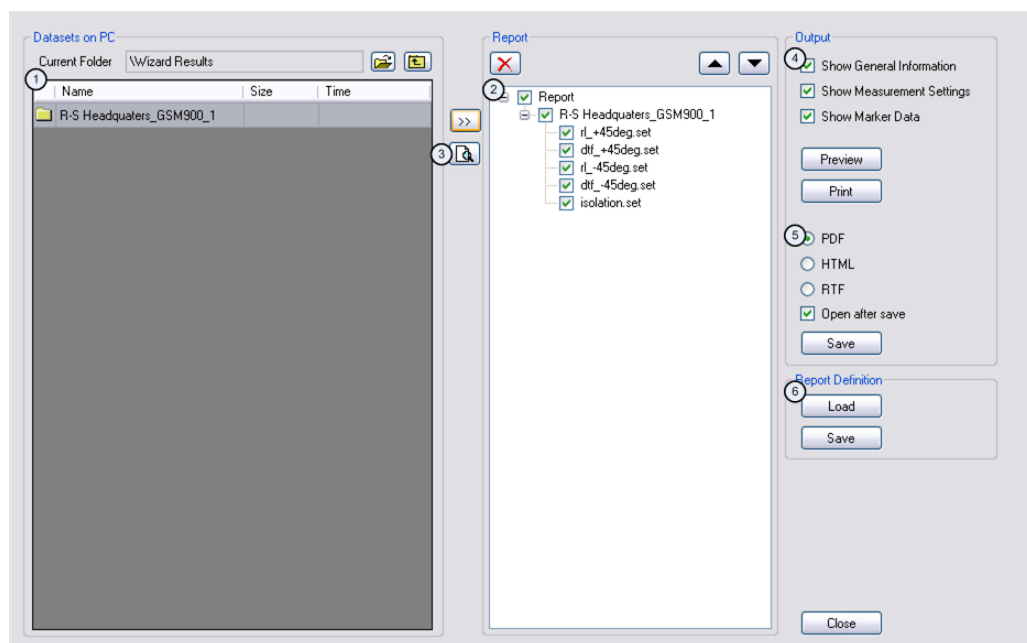 Datasets on PC
Current Folder \Wizard Results
1
Name Size Time
R-S Headquaters_GSM900_1
>>
3
Report
2
Report
R-S Headquaters_GSM900_1
rl_+45deg.set
dtf_+45deg.set
rl_-45deg.set
dtf_-45deg.set
isolation.set
Output
4
Show General Information
Show Measurement Settings
Show Marker Data
Preview
Print
5
PDF
HTML
RTF
Open after save
Save
Report Definition
6
Load
Save
Close